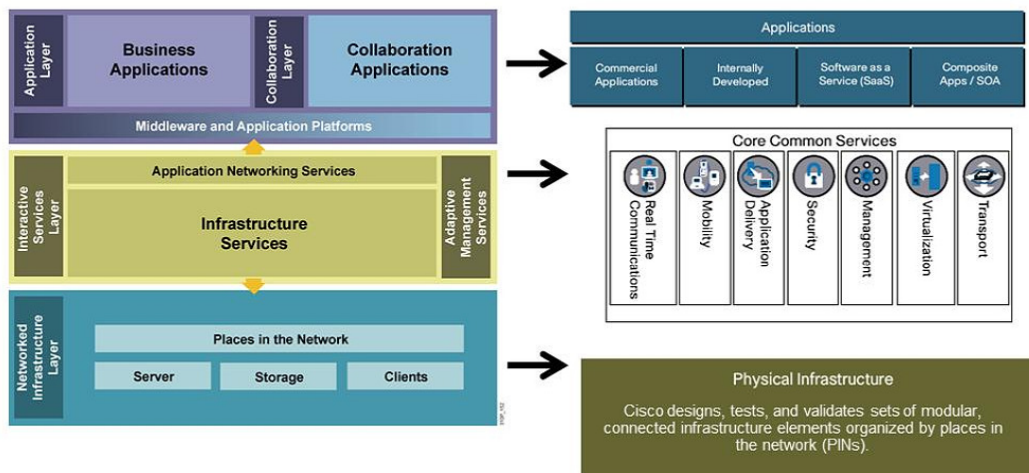 Application
Layer
Business
Applications
Collaboration
Layer
Collaboration
Applications
Middleware and Application Platforms
Interactive
Services
Layer
Application Networking Services
Infrastructure
Services
Adaptive
Management
Services
Networked
Infrastructure
Layer
Places in the Network
Server
Storage
Clients
Applications
Commercial
Applications
Internally
Developed
Software as a
Service (SaaS)
Composite
Apps / SOA
Core Common Services
Real Time
Communications
Mobility
Application
Delivery
Security
Management
Virtualization
Transport
Physical Infrastructure
Cisco designs, tests, and validates sets of modular,
connected infrastructure elements organized by places in
the network (PINs).